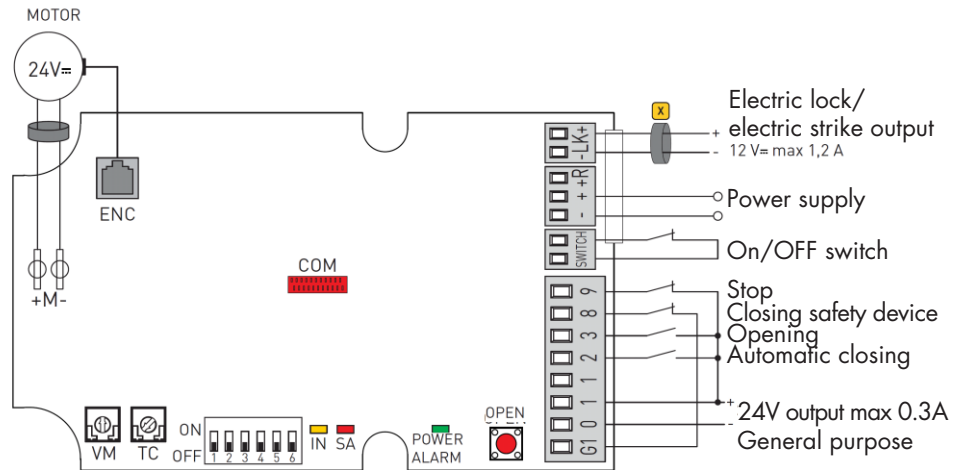 MOTOR
24V=
ENC
+M-
COM
VM
TC
ON
OFF
1 2 3 4 5 6
IN
SA
POWER
ALARM
OPEN
-LK+
- + +R
SWITCH
9
8
3
2
1
1
0
G1
X
Electric lock/
electric strike output
+
-
12 V= max 1,2 A
Power supply
On/OFF switch
Stop
Closing safety device
Opening
Automatic closing
+
-
24V output max 0.3A
General purpose